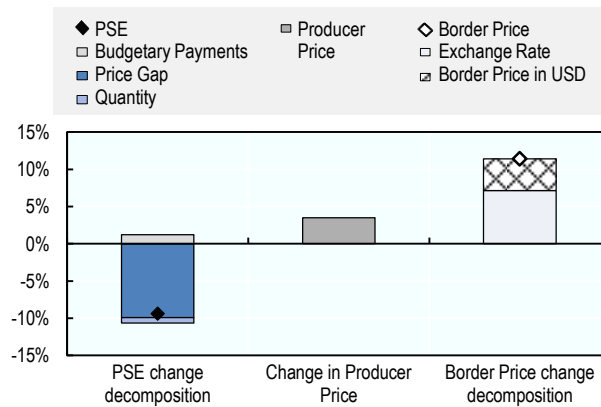 PSE
Budgetary Payments
Price Gap
Quantity
Producer
Price
Border Price
Exchange Rate
Border Price in USD
15%
10%
5%
0%
-5%
-10%
-15%
PSE change
decomposition
Change in Producer
Price
Border Price change
decomposition